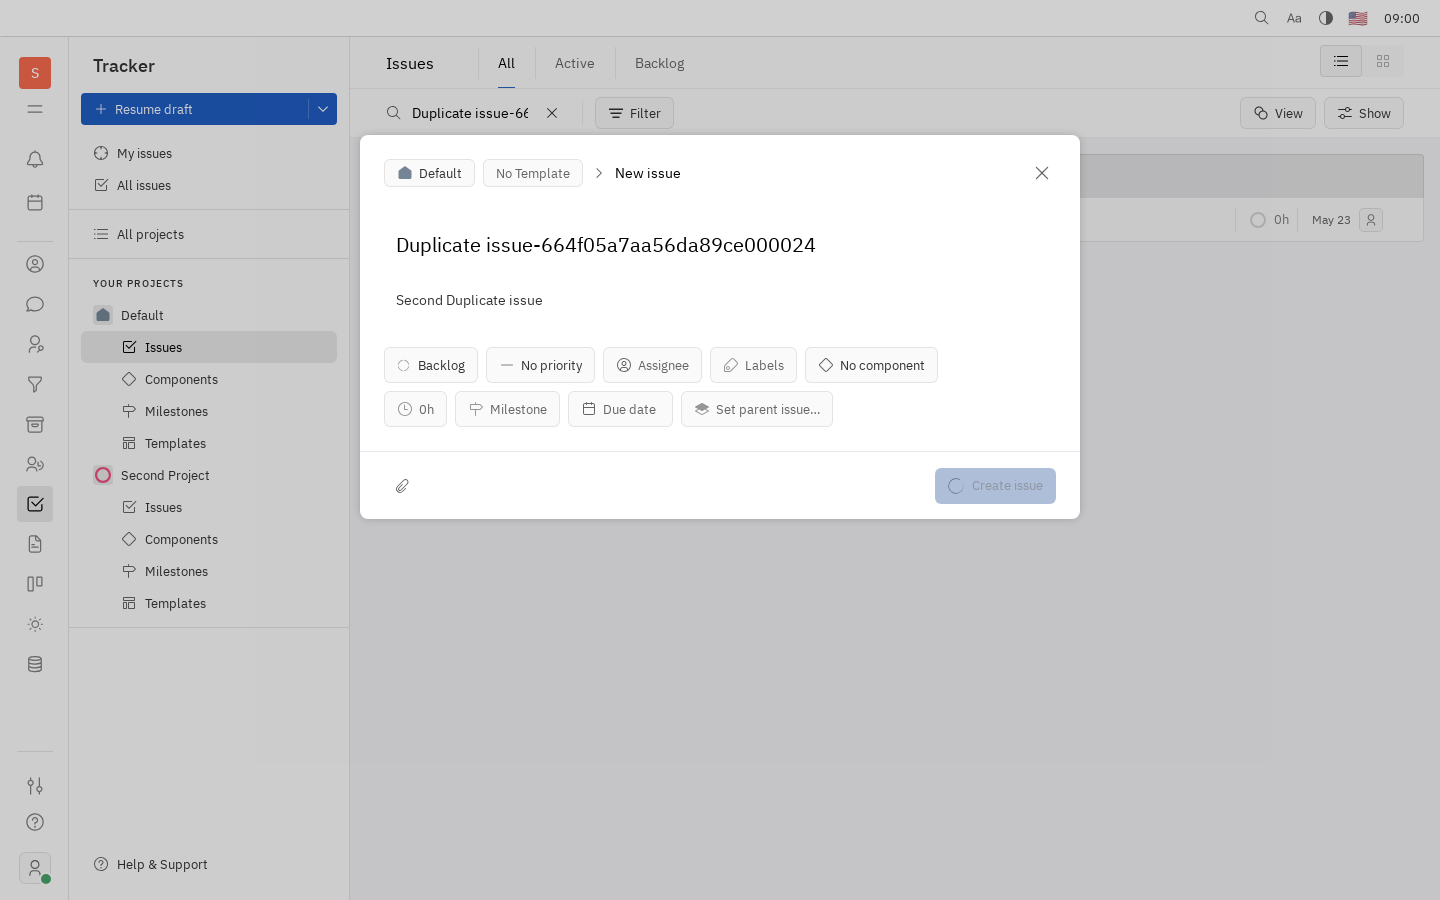 Aa 09:00
S
Tracker
Resume draft
My issues
All issues
All projects
YOUR PROJECTS
Default
Issues
Components
Milestones
Templates
Second Project
Issues
Components
Milestones
Templates
Help & Support
Issues All Active Backlog
Duplicate issue-66 Filter View Show
0h May 23
Default No Template New issue
Duplicate issue-664f05a7aa56da89ce000024
Second Duplicate issue
Backlog No priority Assignee Labels No component
0h Milestone Due date Set parent issue...
Create issue